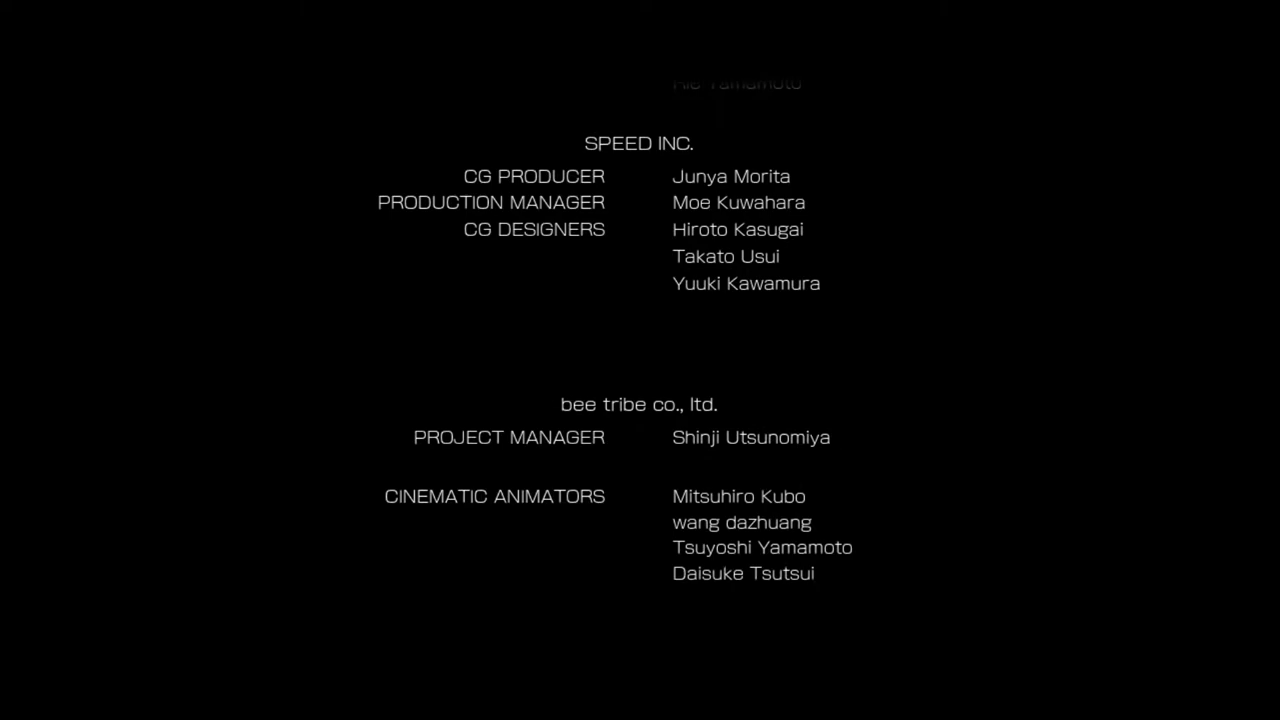 Yamamoto
SPEED INC.
CG PRODUCER Junya Morita
PRODUCTION MANAGER Moe Kuwahara
CG DESIGNERS Hiroto Kasugai
Takato Usui
Yuuki Kawamura
bee tribe co., ltd.
PROJECT MANAGER Shinji Utsunomiya
CINEMATIC ANIMATORS Mitsuhiro Kubo
wang dazhuang
Tsuyoshi Yamamoto
Daisuke Tsutsui